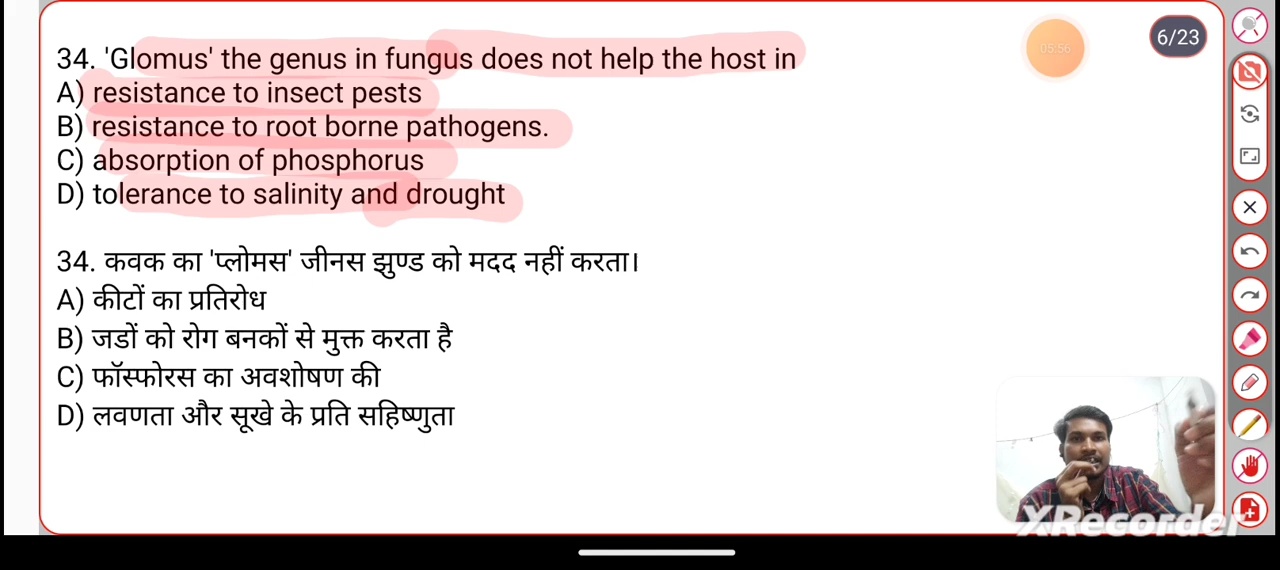 34. 'Glomus' the genus in fungus does not help the host in
A) resistance to insect pests
B) resistance to root borne pathogens.
C) absorption of phosphorus
D) tolerance to salinity and drought
34. कवक का 'प्लोमस' जीनस झुण्ड को मदद नहीं करता।
A) कीटों का प्रतिरोध
B) जडों को रोग बनकों से मुक्त करता है
C) फॉस्फोरस का अवशोषण की
D) लवणता और सूखे के प्रति सहिष्णुता
05:56
6/23
XRecorder